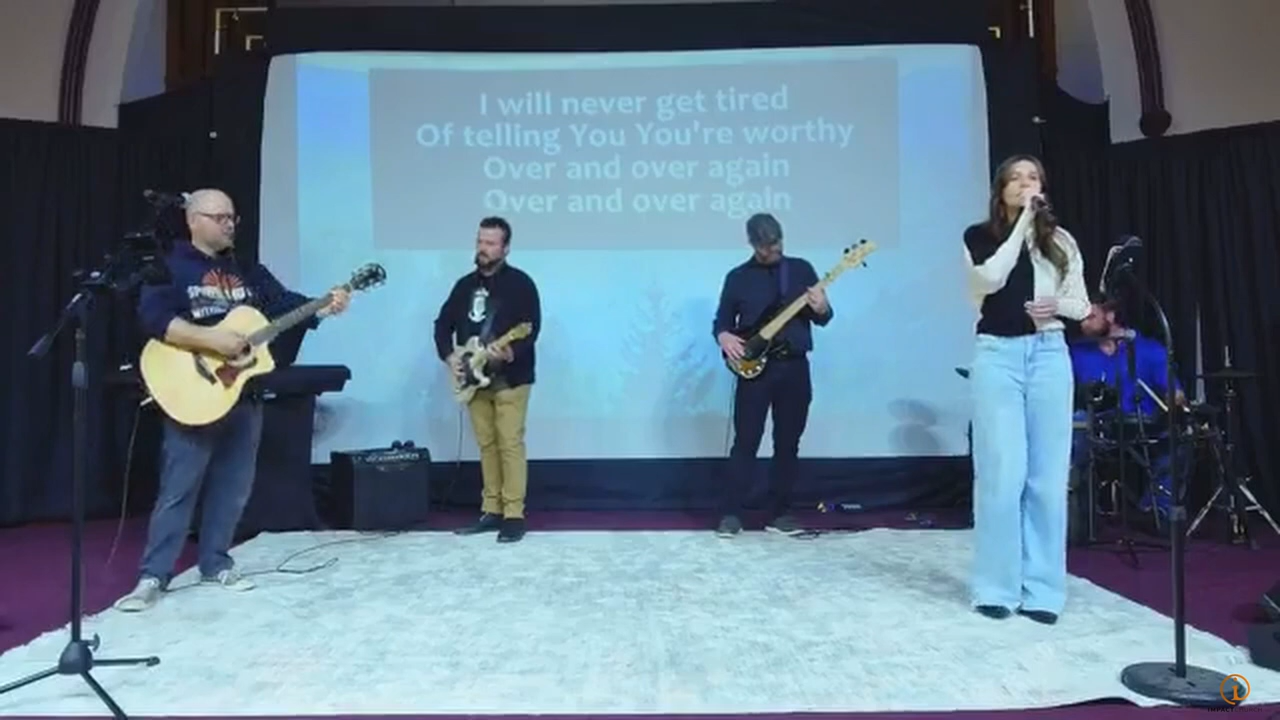 I will never get tired
Of telling You You're worthy
Over and over again
Over and over again